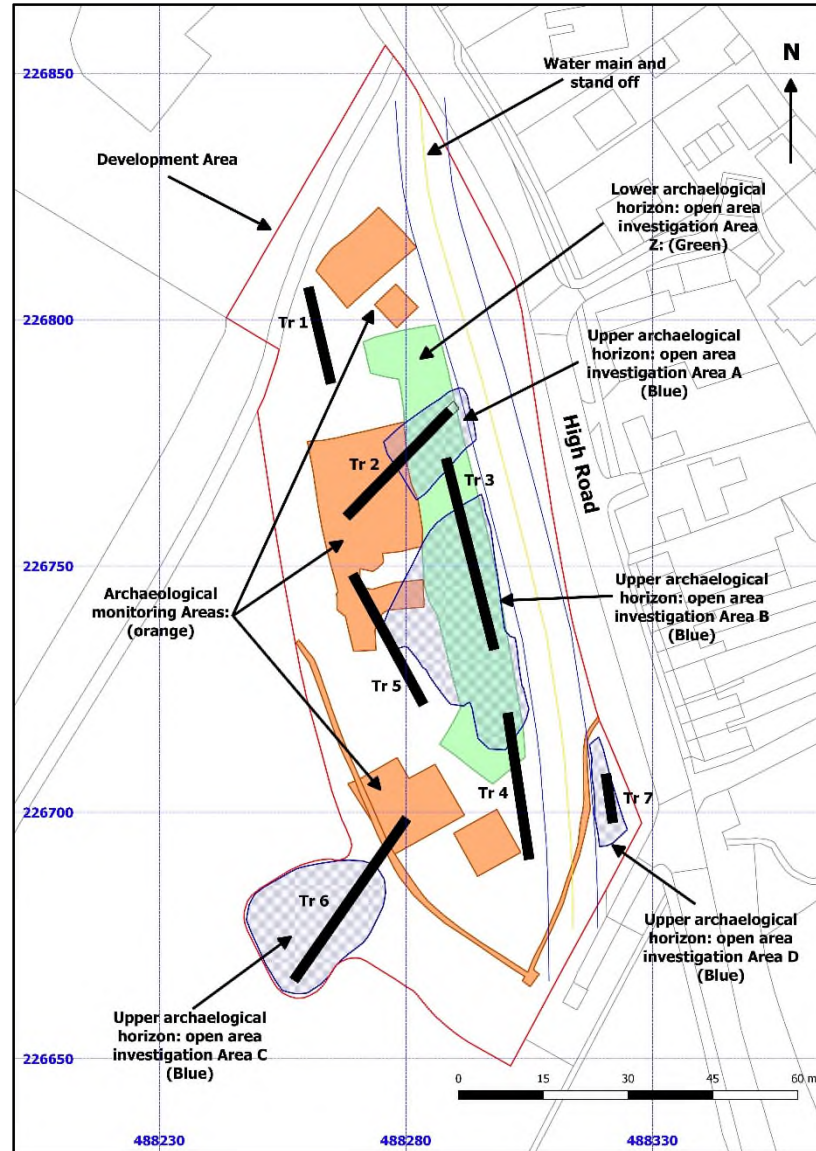 226850
Water main and
stand off
N
Development Area
Lower archaelogical
horizon: open area
investigation Area
Z: (Green)
226800
Tr 1
Upper archaeological
horizon: open area
investigation Area A
(Blue)
Tr 2
Tr 3
High Road
226750
Archaeological
monitoring Areas:
(orange)
Upper archaeological
horizon: open area
investigation Area B
(Blue)
Tr 5
226700
Tr 4
Tr 7
Tr 6
Upper archaeological
horizon: open area
investigation Area D
(Blue)
Upper archaeological
horizon: open area
investigation Area C
(Blue)
226650
0 15 30 45 60 m
488230 488280 488330